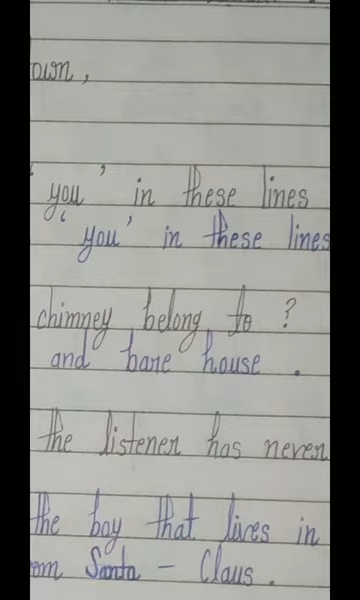 own,
'you' in these lines
'you' in these lines
chimney belong to ?
and bare house .
the listener has never
the boy that lives in
om Santa - Claus .